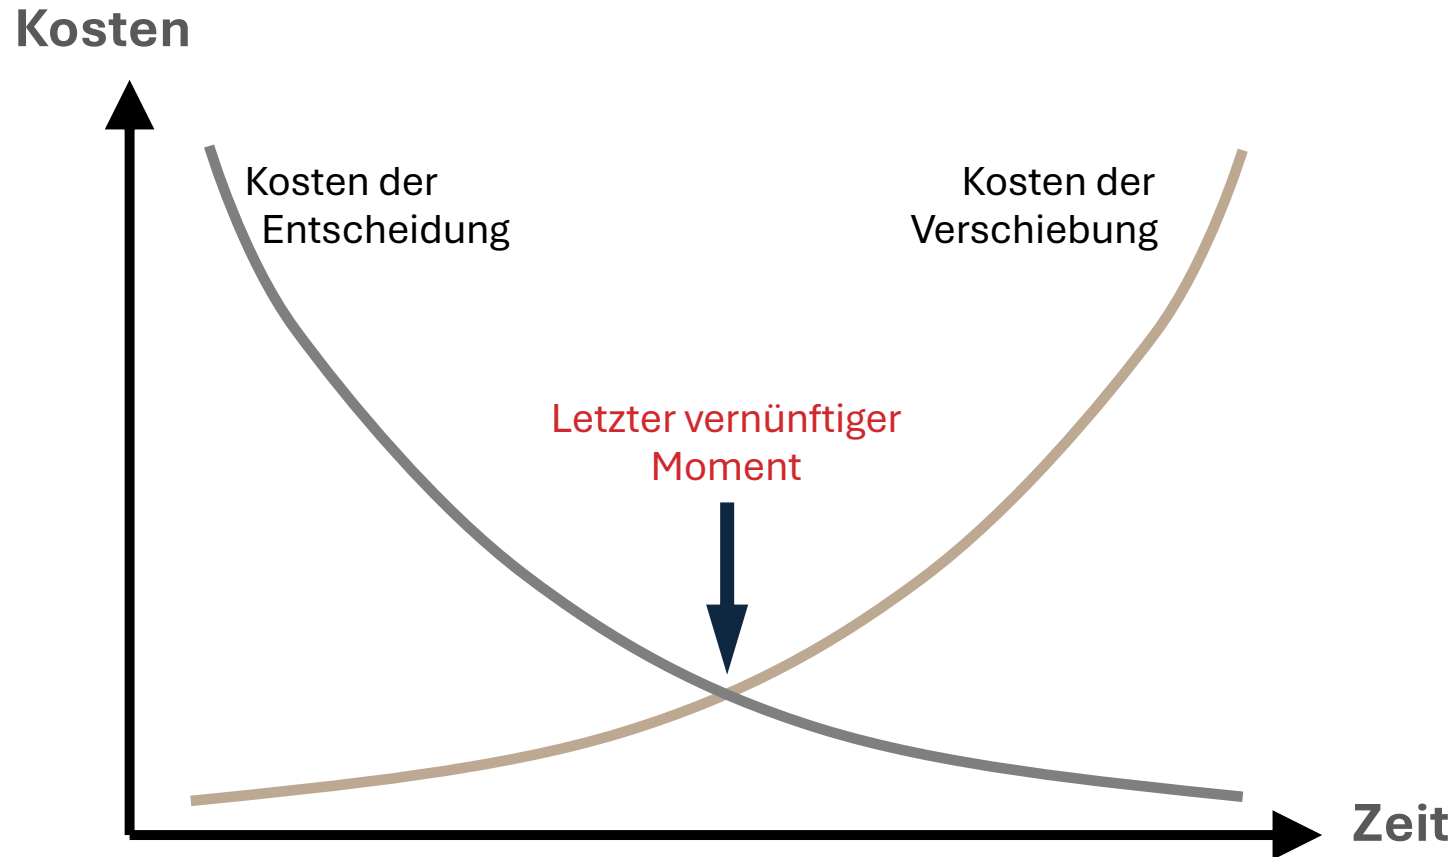 Kosten
Kosten der
Entscheidung
Kosten der
Verschiebung
Letzter vernünftiger
Moment
Zeit